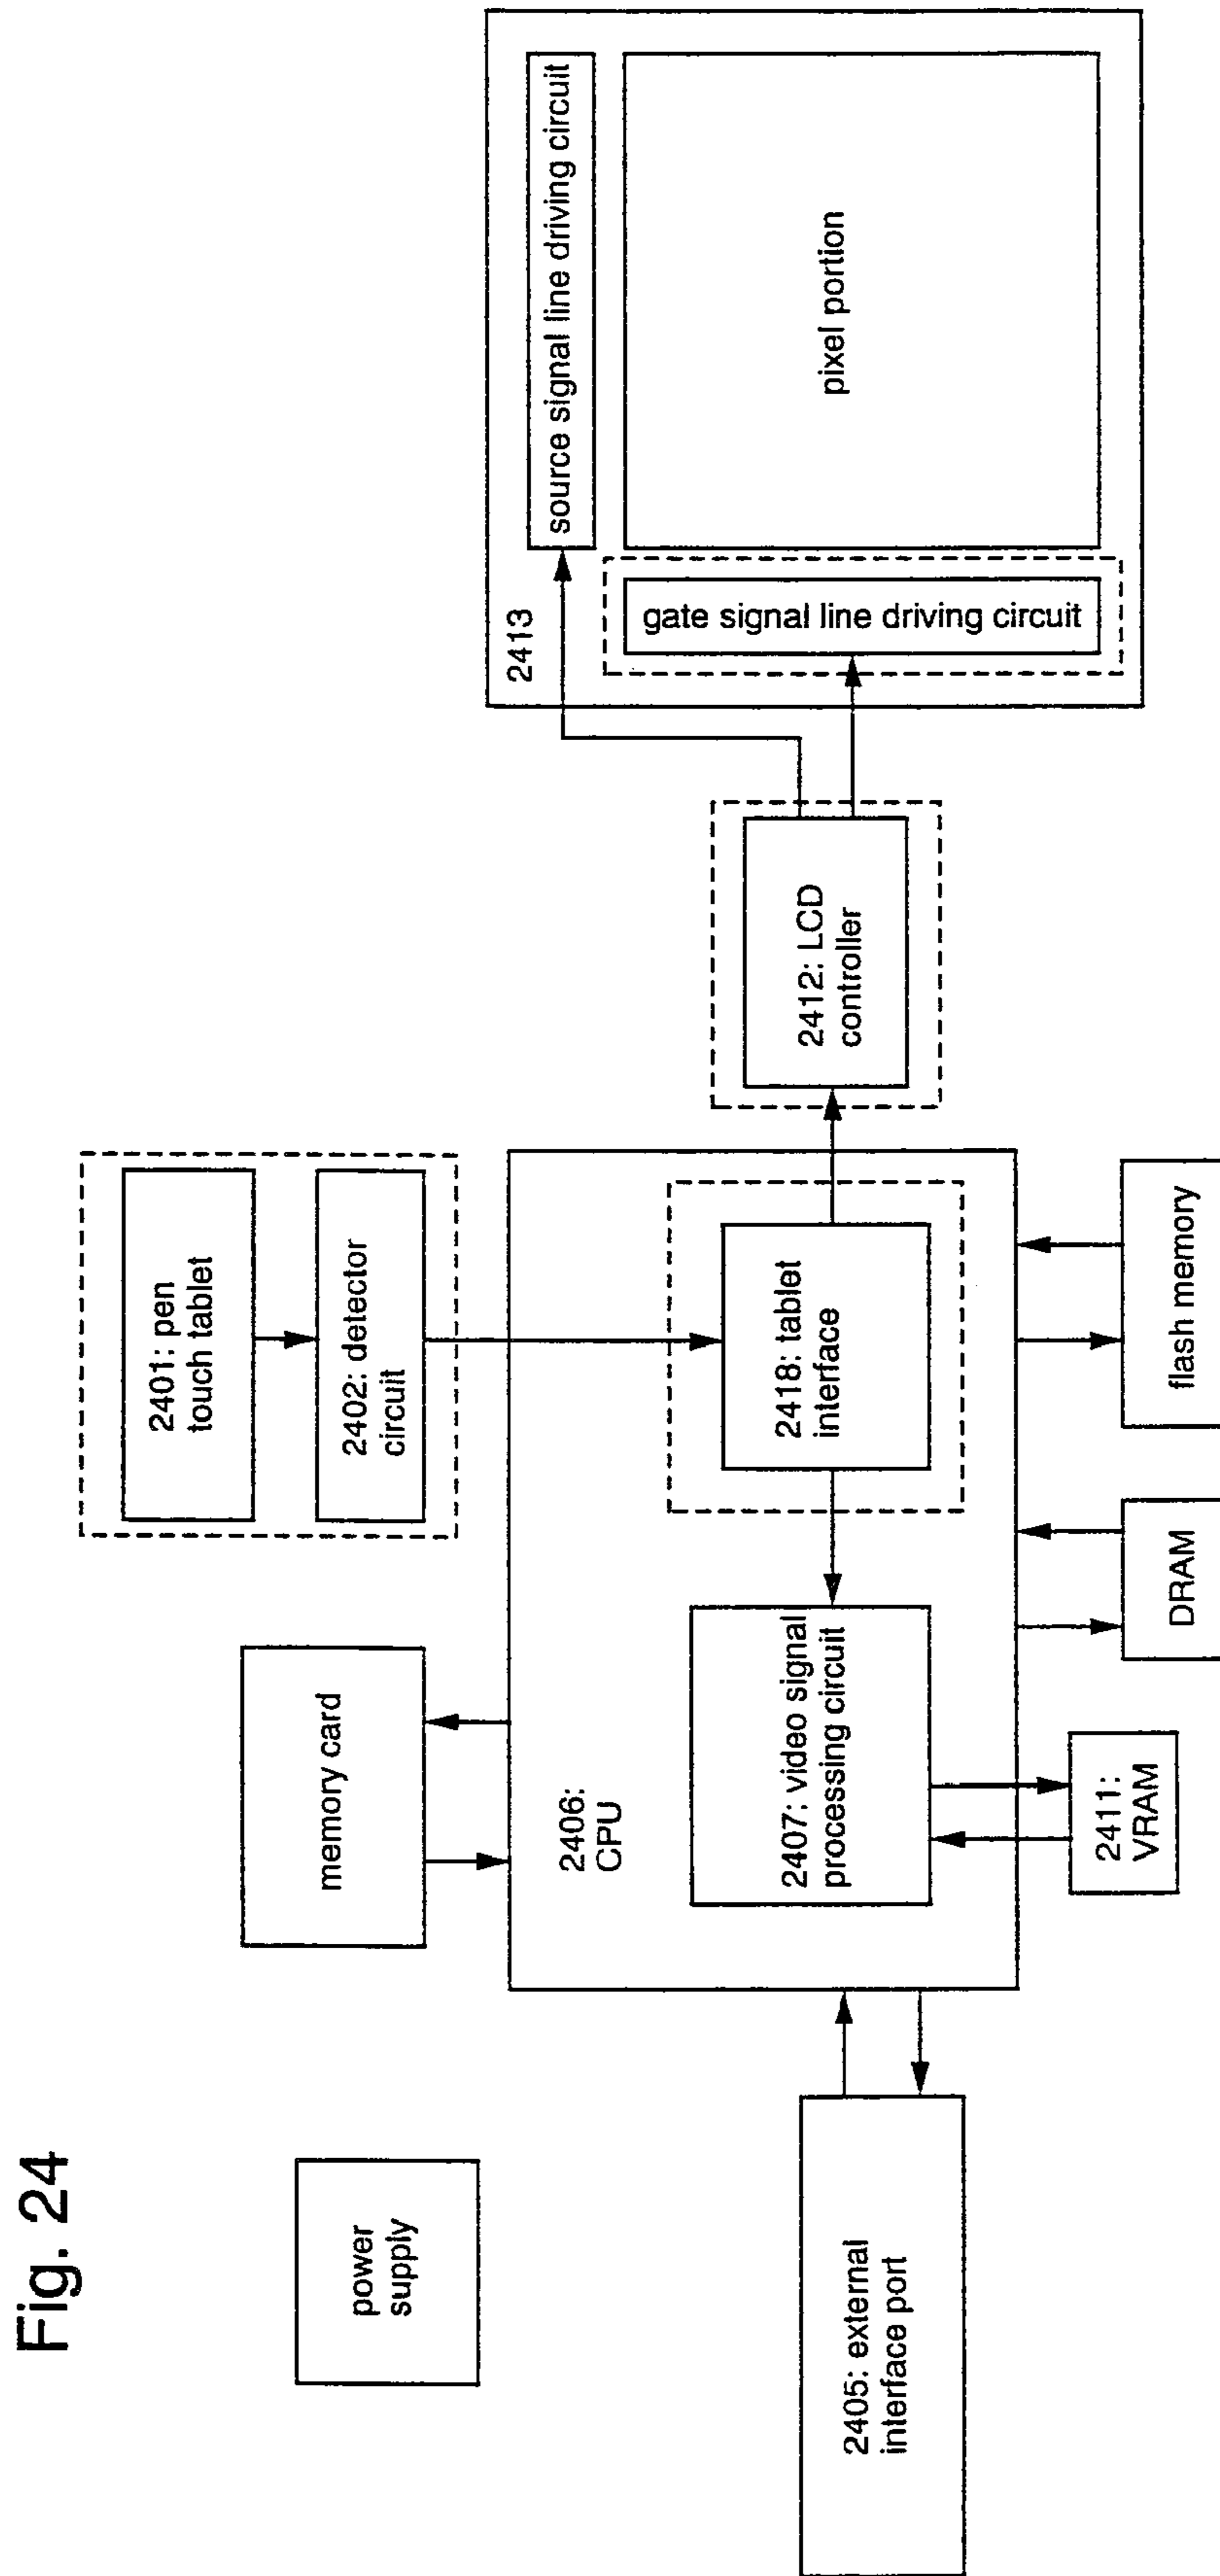 Fig. 24
power
supply
memory card
2401: pen
touch tablet
2402: detector
circuit
2413
source signal line driving circuit
gate signal line driving circuit
pixel portion
2405: external
interface port
2406:
CPU
2407: video signal
processing circuit
2418: tablet
interface
2412: LCD
controller
2411:
VRAM
DRAM
flash memory